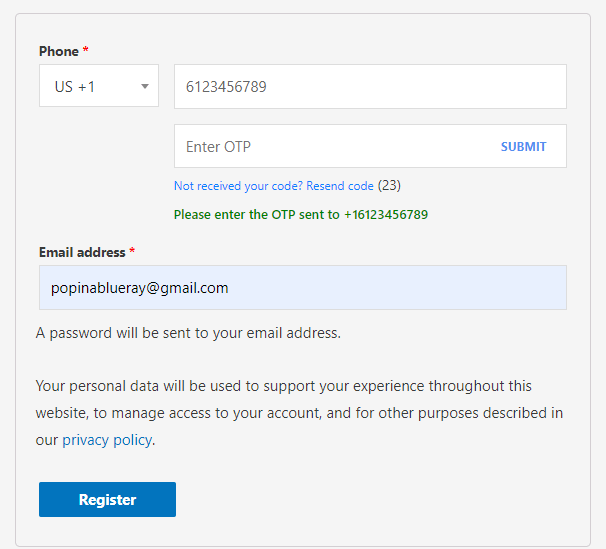 Phone *
US +1
6123456789
Enter OTP SUBMIT
Not received your code? Resend code (23)
Please enter the OTP sent to +16123456789
Email address *
popinablueray@gmail.com
A password will be sent to your email address.
Your personal data will be used to support your experience throughout this
website, to manage access to your account, and for other purposes described in
our privacy policy.
Register